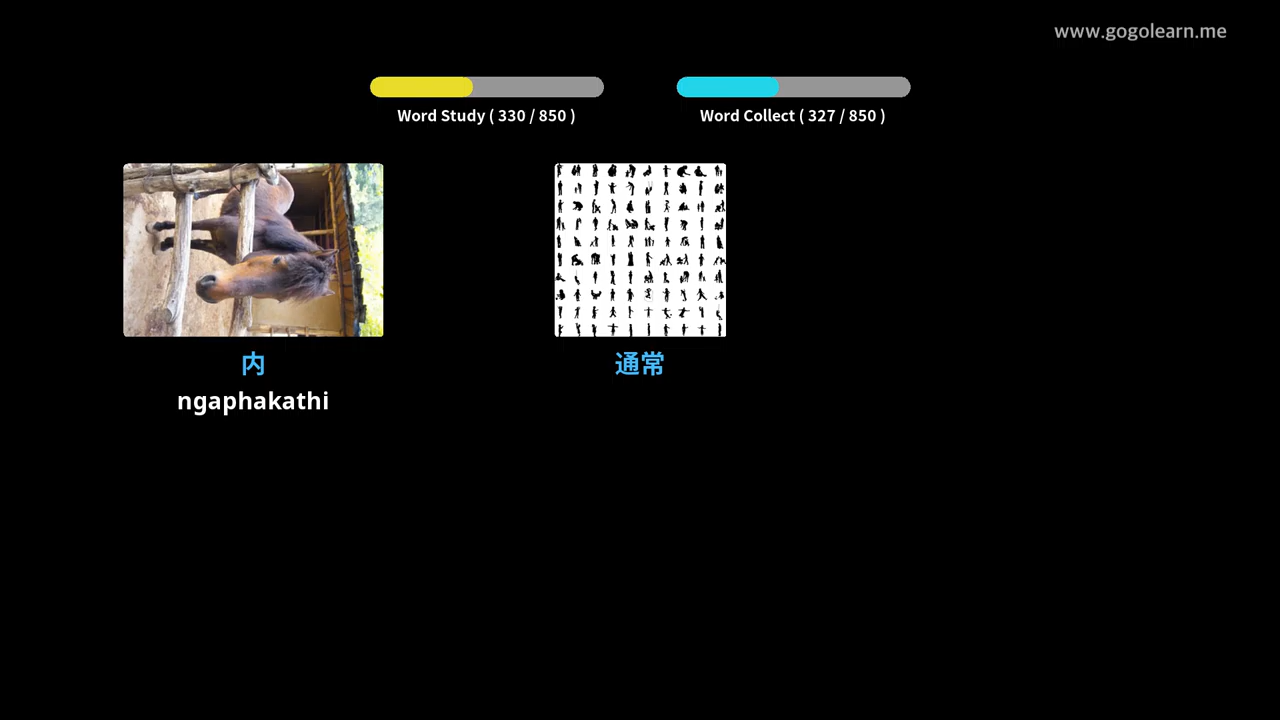 www.gogolearn.me
Word Study ( 330 / 850 )
Word Collect ( 327 / 850 )
内
通常
ngaphakathi